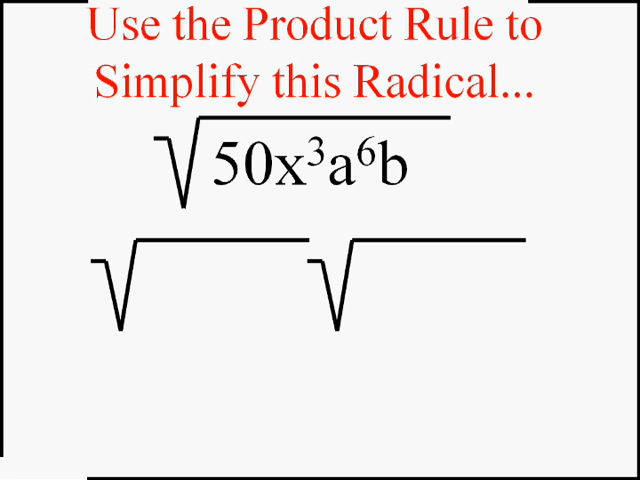 Use the Product Rule to
Simplify this Radical...
√50x³a⁶b
√ √